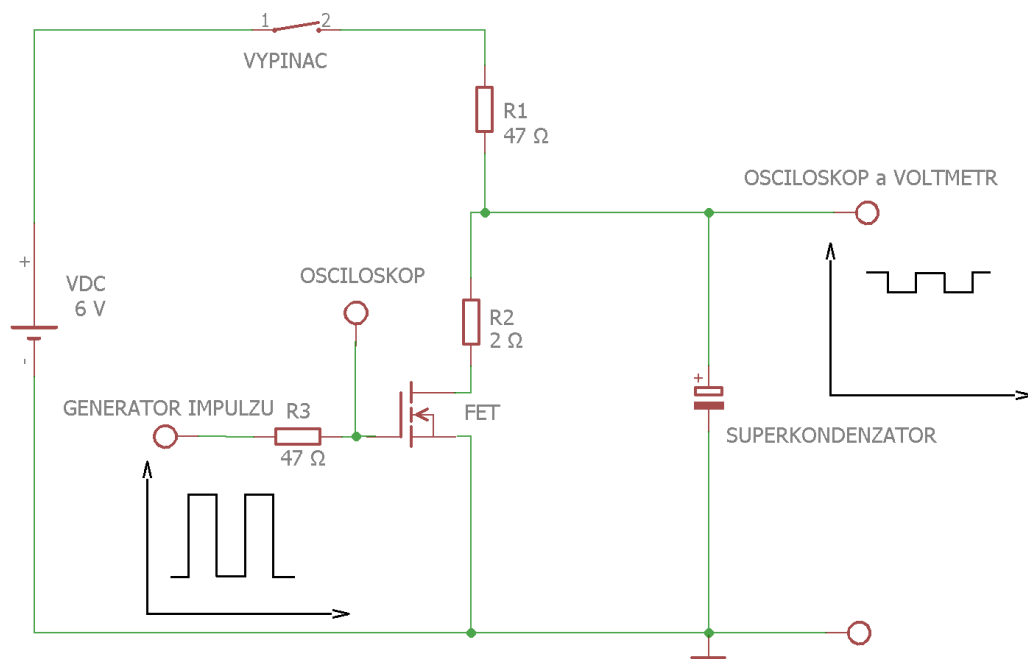 1 2
VYPINAC
R1
47 Ω
OSCILOSKOP a VOLTMETR
OSCILOSKOP
+
VDC
6 V
-
R2
2 Ω
+
GENERATOR IMPULZU
R3
47 Ω
FET
SUPERKONDENZATOR